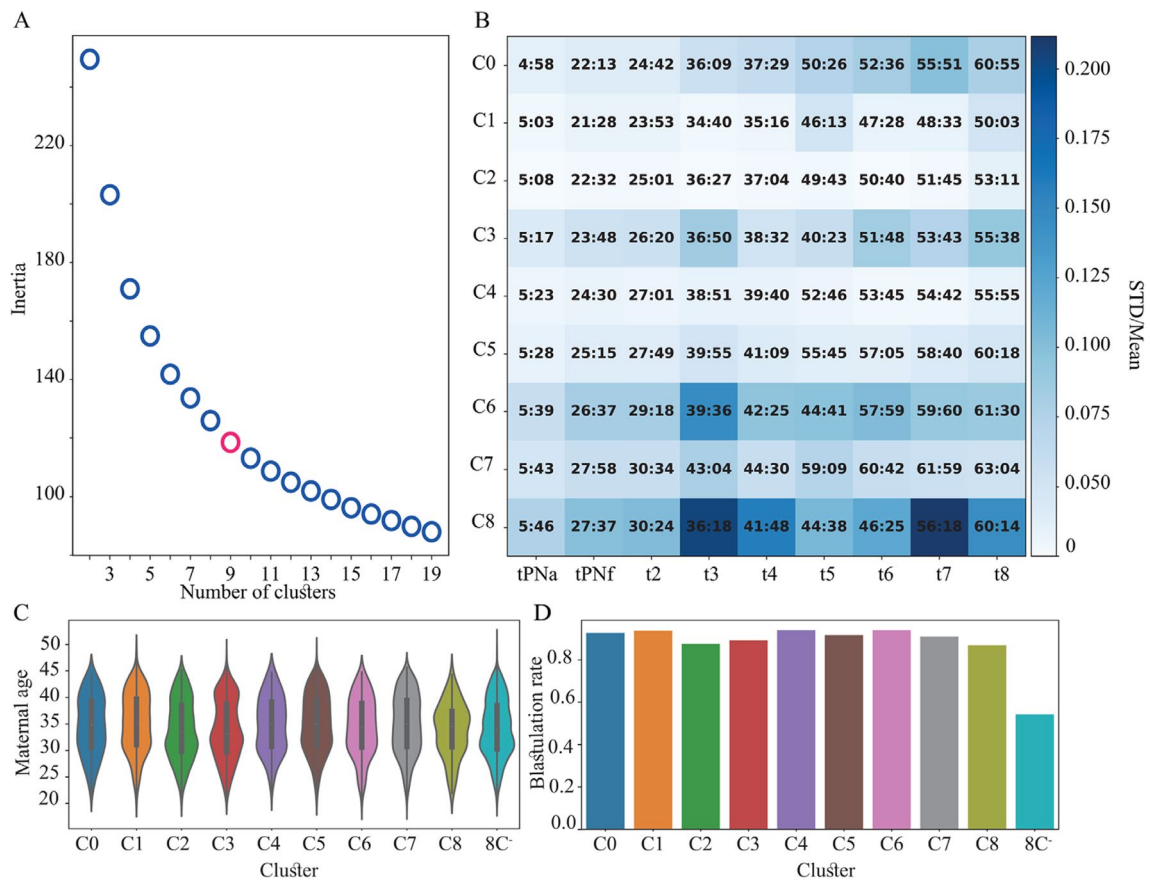 A
B
Inertia
220
180
140
100
3 5 7 9 11 13 15 17 19
Number of clusters
C0 4:58 22:13 24:42 36:09 37:29 50:26 52:36 55:51 60:55
C1 5:03 21:28 23:53 34:40 35:16 46:13 47:28 48:33 50:03
C2 5:08 22:32 25:01 36:27 37:04 49:43 50:40 51:45 53:11
C3 5:17 23:48 26:20 36:50 38:32 40:23 51:48 53:43 55:38
C4 5:23 24:30 27:01 38:51 39:40 52:46 53:45 54:42 55:55
C5 5:28 25:15 27:49 39:55 41:09 55:45 57:05 58:40 60:18
C6 5:39 26:37 29:18 39:36 42:25 44:41 57:59 59:60 61:30
C7 5:43 27:58 30:34 43:04 44:30 59:09 60:42 61:59 63:04
C8 5:46 27:37 30:24 36:18 41:48 44:38 46:25 56:18 60:14
tPNa tPNf t2 t3 t4 t5 t6 t7 t8
0.200
0.175
0.150
0.125
0.100
0.075
0.050
0
STD/Mean
C
Maternal age
50
45
40
35
30
25
20
C0 C1 C2 C3 C4 C5 C6 C7 C8 8C-
Cluster
D
Blastulation rate
0.8
0.6
0.4
0.2
0.0
C0 C1 C2 C3 C4 C5 C6 C7 C8 8C-
Cluster